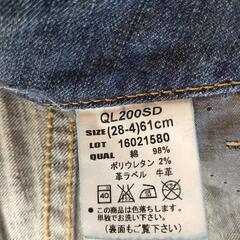 QL200SD
SIZE (28-4)61cm
LOT 16021580
QUAL 綿 98%
ポリウレタン 2%
革ラベル 牛革
40
この商品は色落ちします。
単独でお洗い下さい。
(裏面もご覧下さい)